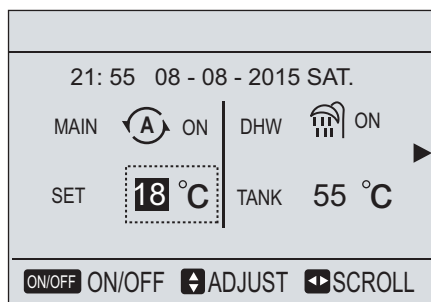 21: 55 08 - 08 - 2015 SAT.
MAIN A ON DHW ON
SET 18 °C TANK 55 °C
ON/OFF ON/OFF ADJUST SCROLL